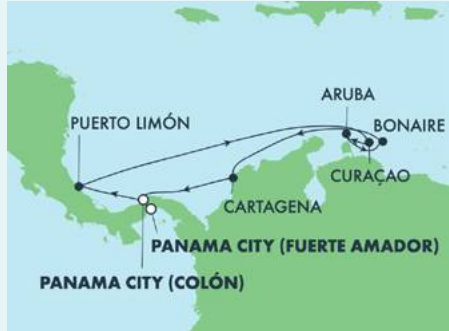 ARUBA
PUERTO LIMÓN
BONAIRE
CURAÇAO
CARTAGENA
PANAMA CITY (FUERTE AMADOR)
PANAMA CITY (COLÓN)